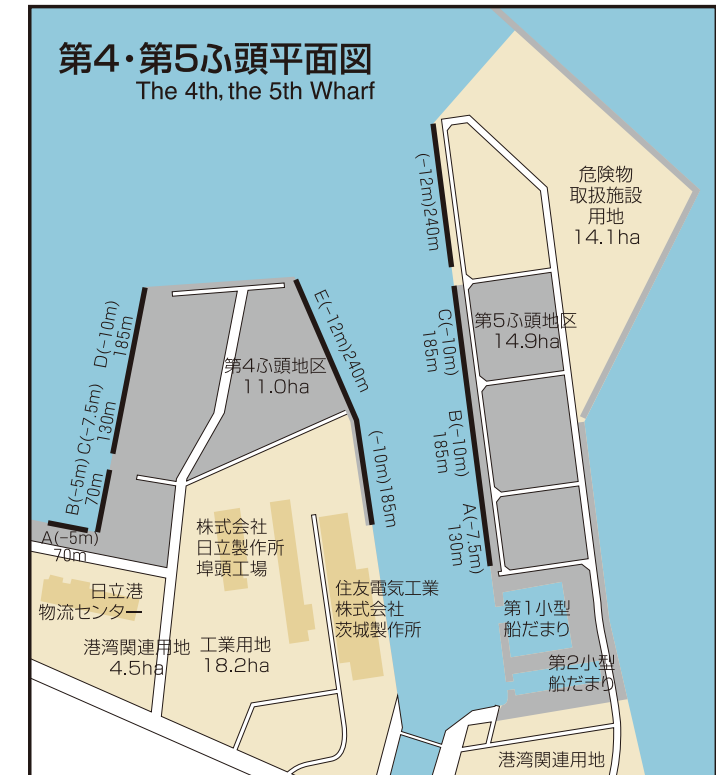 第4・第5ふ頭平面図
The 4th, the 5th Wharf
危険物
取扱施設
用地
14.1ha
(-12m)240m
C(-10m)
185m
第5ふ頭地区
14.9ha
B(-10m)
185m
A(-7.5m)
130m
E(-12m)240m
(-10m)185m
D(-10m)
185m
第4ふ頭地区
11.0ha
C(-7.5m)
130m
B(-5m)
70m
A(-5m)
70m
株式会社
日立製作所
埠頭工場
住友電気工業
株式会社
茨城製作所
日立港
物流センター
港湾関連用地
4.5ha
工業用地
18.2ha
第1小型
船だまり
第2小型
船だまり
港湾関連用地